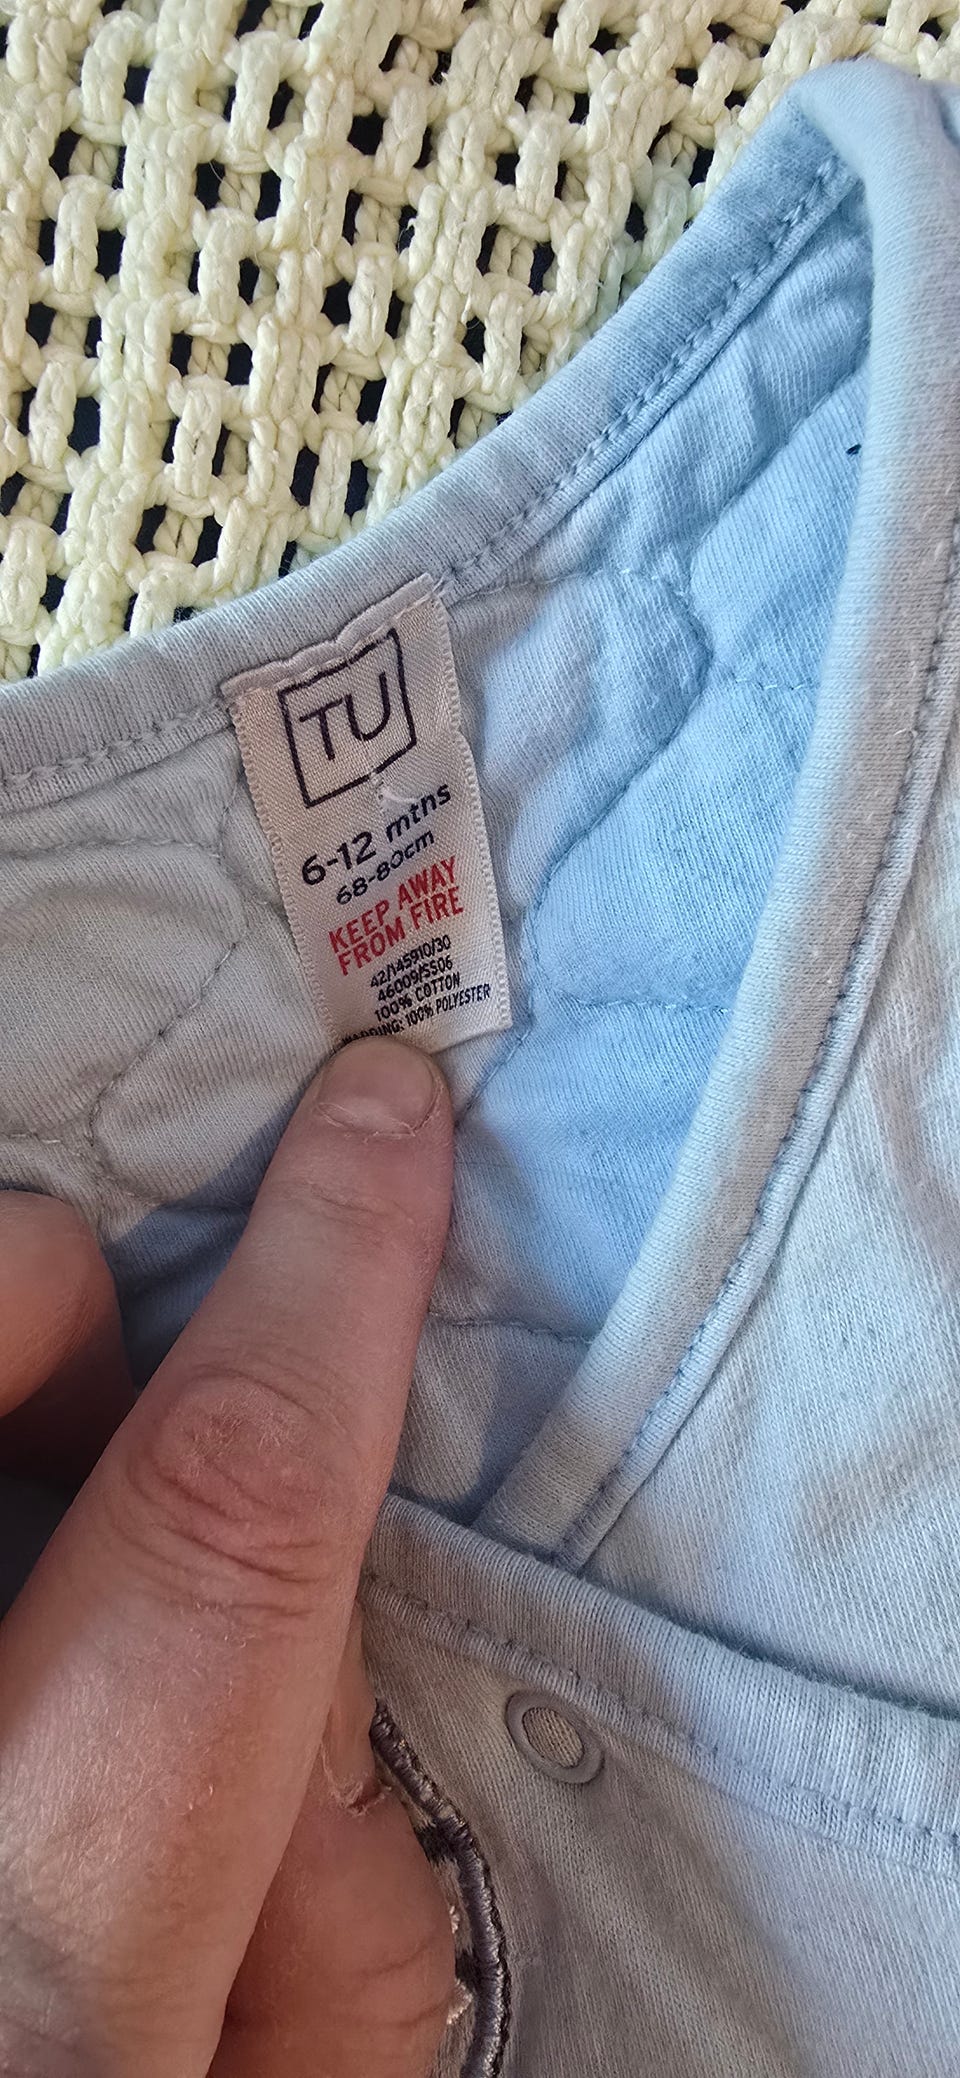 TU
6-12 mths
68-80cm
KEEP AWAY
FROM FIRE
42/145910/30
46009/SS06
100% COTTON
WADDING: 100% POLYESTER